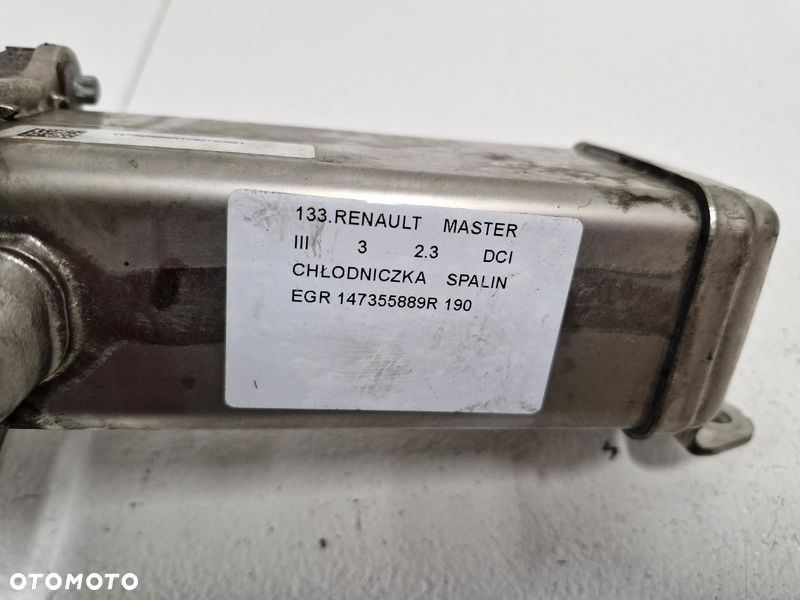 133.RENAULT MASTER
III 3 2.3 DCI
CHŁODNICZKA SPALIN
EGR 147355889R 190
OTOMOTO